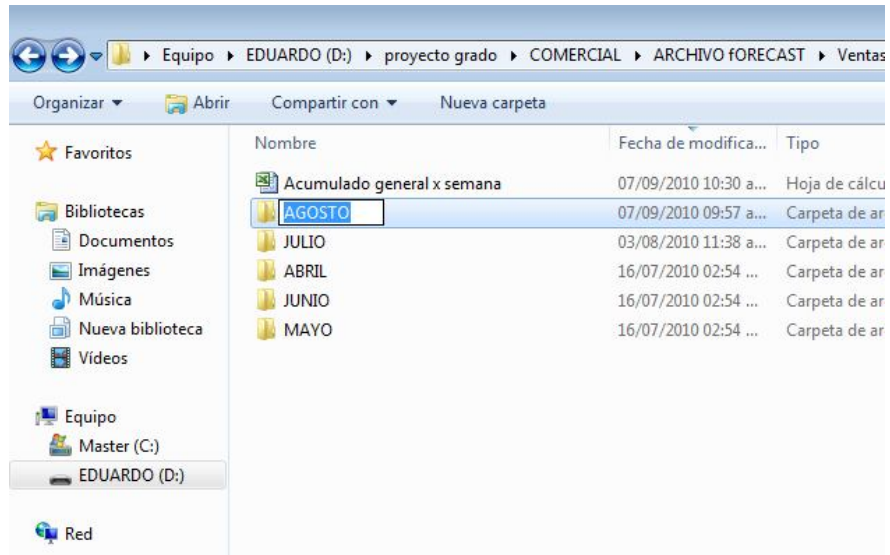 Equipo EDUARDO (D:) proyecto grado COMERCIAL ARCHIVO fORECAST Ventas
Organizar Abrir Compartir con Nueva carpeta
Favoritos
Bibliotecas
Documentos
Imágenes
Música
Nueva biblioteca
Vídeos
Equipo
Master (C:)
EDUARDO (D:)
Red
Nombre Fecha de modifica... Tipo
Acumulado general x semana 07/09/2010 10:30 a... Hoja de cálcu
AGOSTO 07/09/2010 09:57 a... Carpeta de ar
JULIO 03/08/2010 11:38 a... Carpeta de ar
ABRIL 16/07/2010 02:54 ... Carpeta de ar
JUNIO 16/07/2010 02:54 ... Carpeta de ar
MAYO 16/07/2010 02:54 ... Carpeta de ar